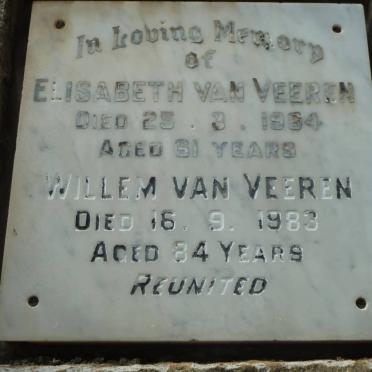 In Loving Memory
of
ELISABETH VAN VEEREN
DIED 25 . 3 . 1964
AGED 61 YEARS
WILLEM VAN VEEREN
DIED 16 . 9 . 1983
AGED 84 YEARS
REUNITED